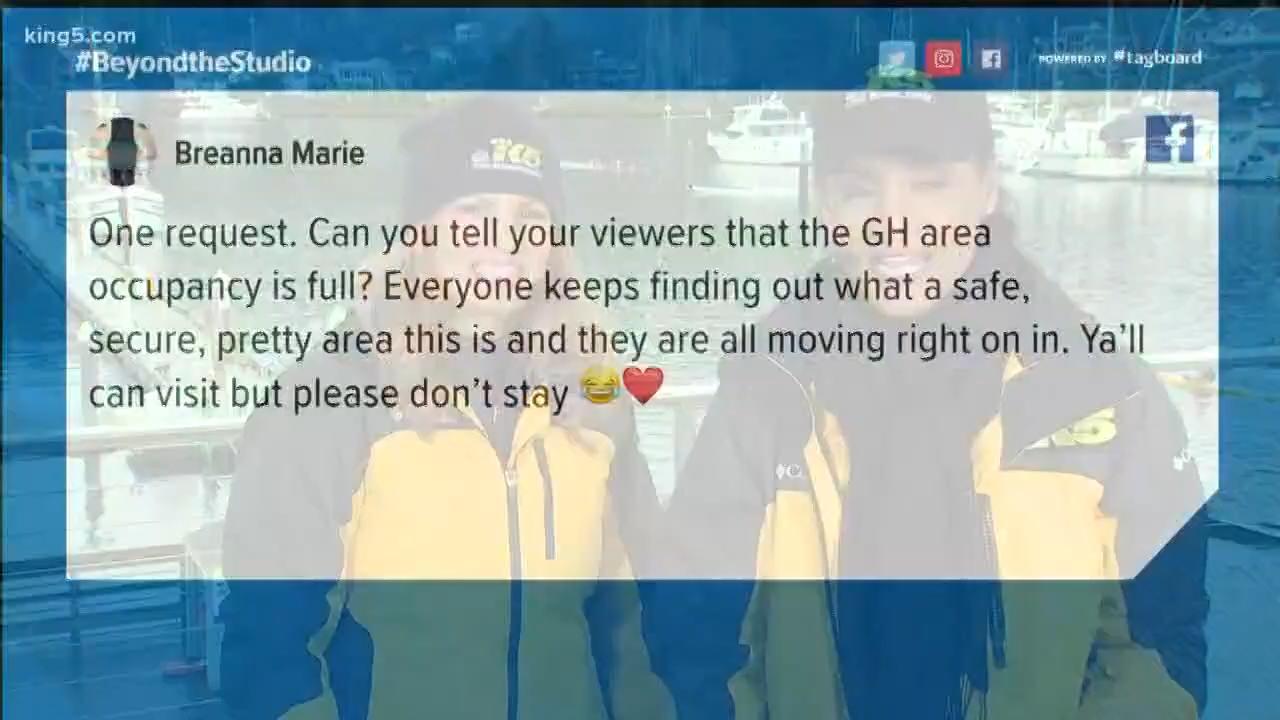 king5.com
#BeyondtheStudio
POWERED BY #tagboard
Breanna Marie
One request. Can you tell your viewers that the GH area
occupancy is full? Everyone keeps finding out what a safe,
secure, pretty area this is and they are all moving right on in. Ya'll
can visit but please don't stay 😂❤️
K5